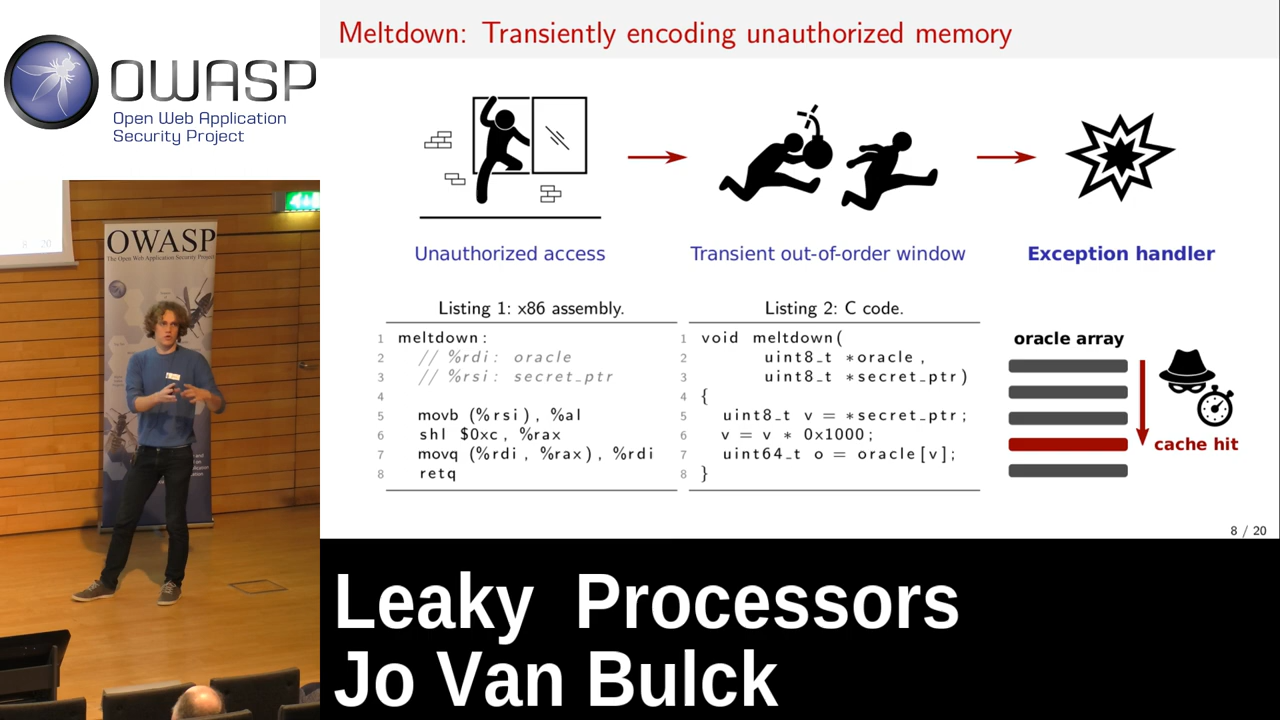 OWASP
Open Web Application
Security Project
8 20
OWASP
The Open Web Application Security Project
Meltdown: Transiently encoding unauthorized memory
Unauthorized access
Transient out-of-order window
Exception handler
Listing 1: x86 assembly.
1 meltdown:
2 // %rdi: oracle
3 // %rsi: secret_ptr
4
5 movb (%rsi), %al
6 shl $0xc, %rax
7 movq (%rdi, %rax), %rdi
8 retq
Listing 2: C code.
1 void meltdown(
2 uint8_t *oracle,
3 uint8_t *secret_ptr)
4 {
5 uint8_t v = *secret_ptr;
6 v = v * 0x1000;
7 uint64_t o = oracle[v];
8 }
oracle array
cache hit
8 / 20
Leaky Processors
Jo Van Bulck